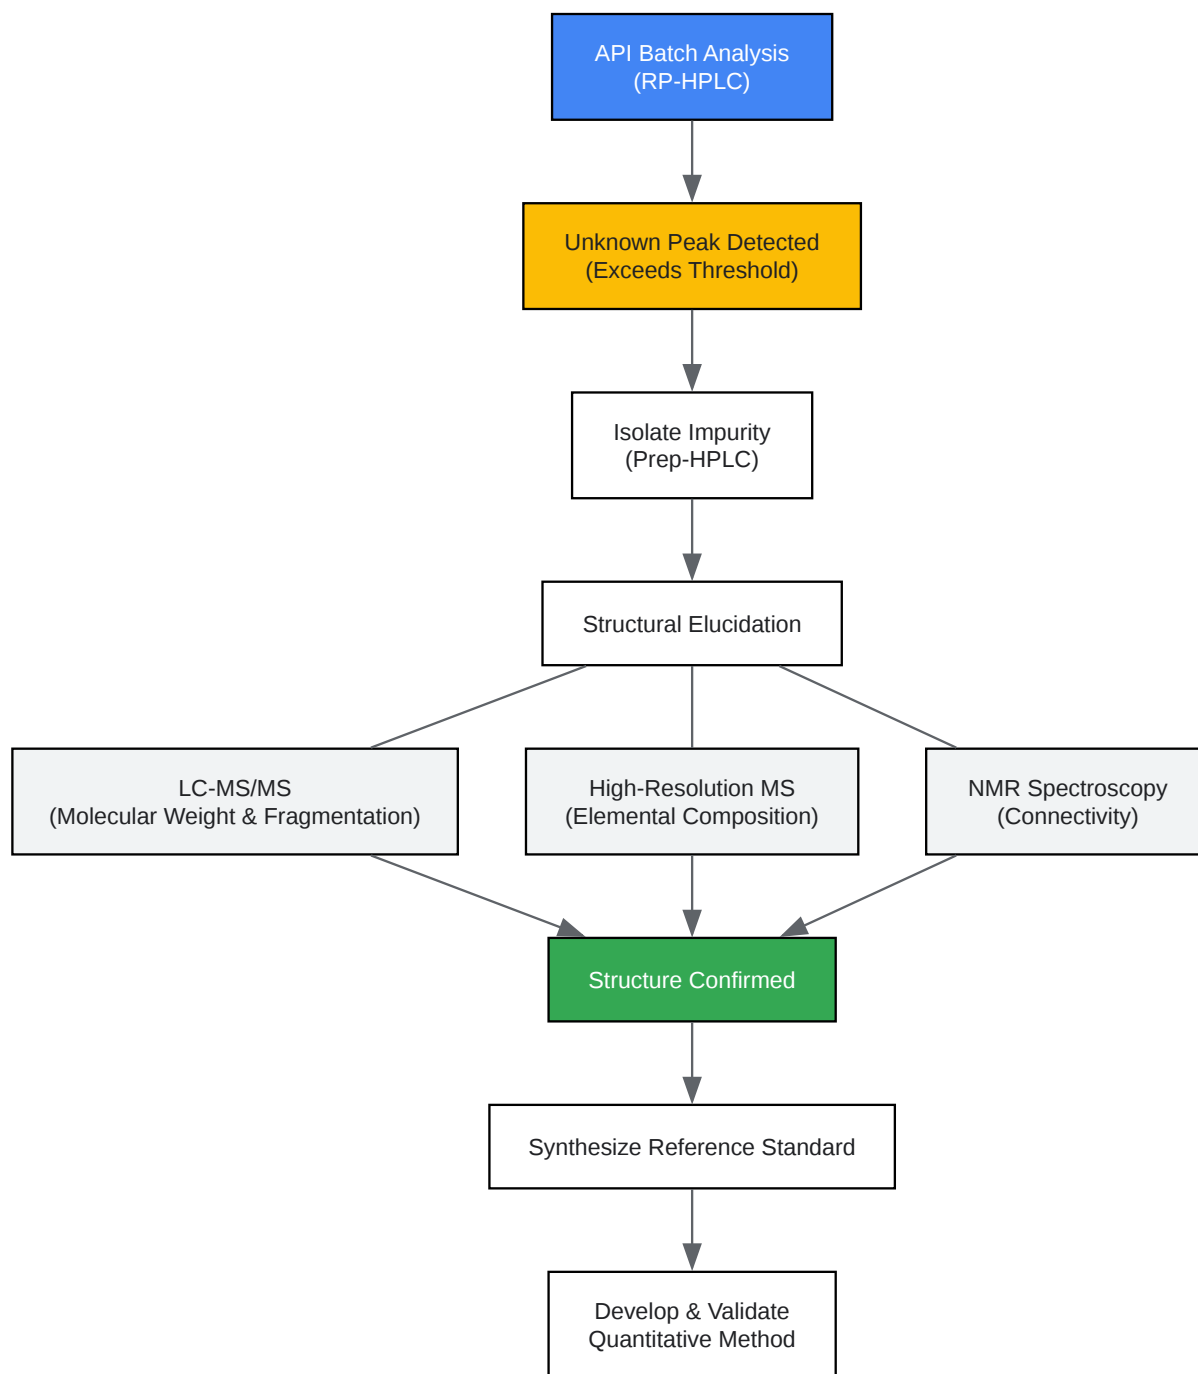 API Batch Analysis
(RP-HPLC)
Unknown Peak Detected
(Exceeds Threshold)
Isolate Impurity
(Prep-HPLC)
Structural Elucidation
LC-MS/MS
(Molecular Weight & Fragmentation)
High-Resolution MS
(Elemental Composition)
NMR Spectroscopy
(Connectivity)
Structure Confirmed
Synthesize Reference Standard
Develop & Validate
Quantitative Method